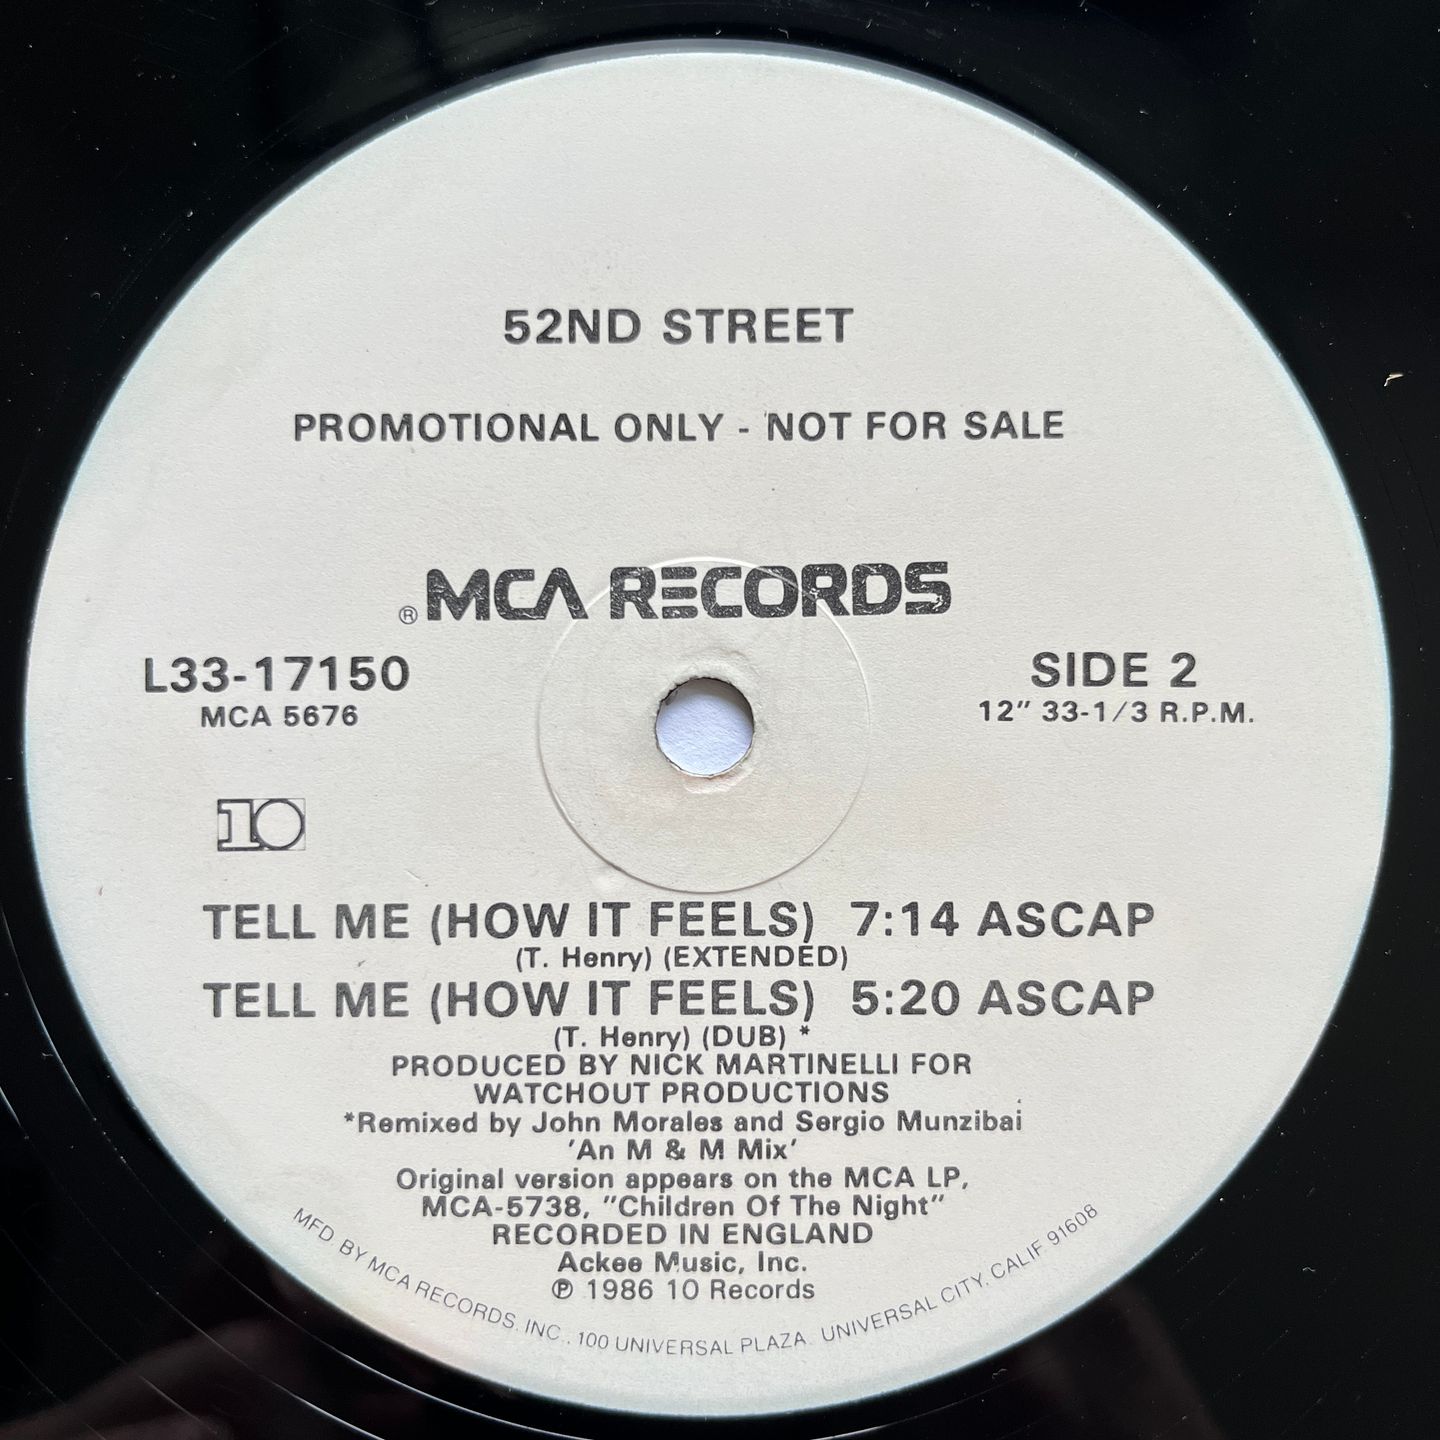 52ND STREET
PROMOTIONAL ONLY - NOT FOR SALE
® MCA RECORDS
L33-17150
MCA 5676
SIDE 2
12" 33-1/3 R.P.M.
10
TELL ME (HOW IT FEELS) 7:14 ASCAP
(T. Henry) (EXTENDED)
TELL ME (HOW IT FEELS) 5:20 ASCAP
(T. Henry) (DUB) *
PRODUCED BY NICK MARTINELLI FOR
WATCHOUT PRODUCTIONS
*Remixed by John Morales and Sergio Munzibai
'An M & M Mix'
Original version appears on the MCA LP,
MCA-5738, "Children Of The Night"
RECORDED IN ENGLAND
Ackee Music, Inc.
℗ 1986 10 Records
MFD. BY MCA RECORDS, INC., 100 UNIVERSAL PLAZA, UNIVERSAL CITY, CALIF 91608